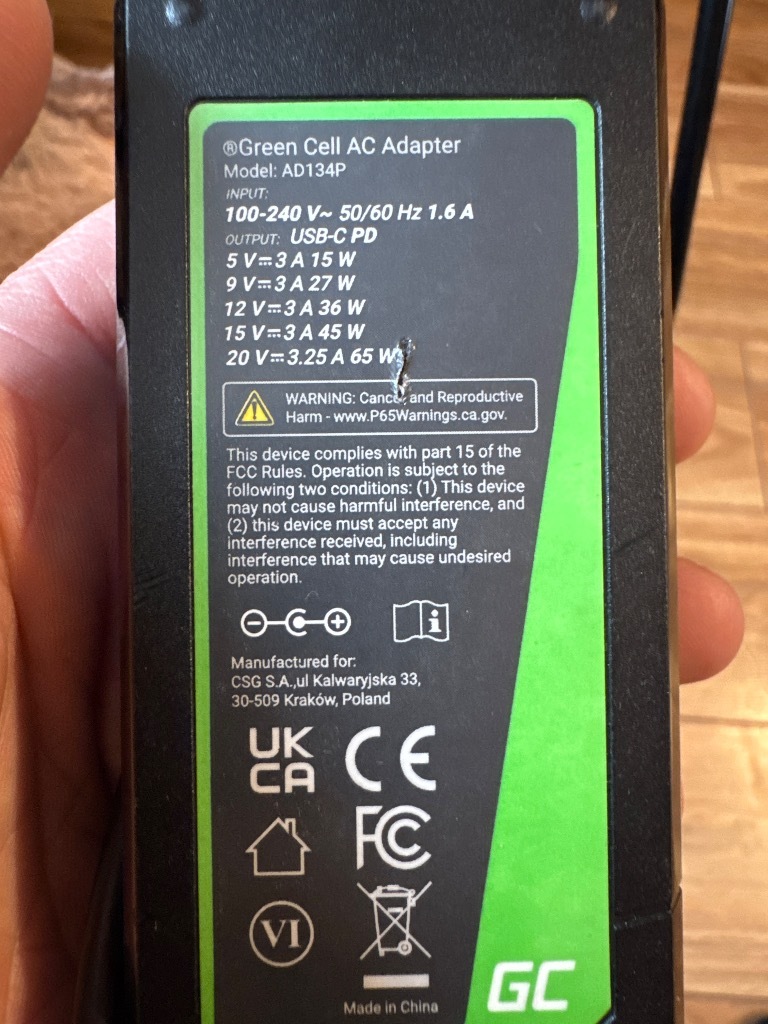 ®Green Cell AC Adapter
Model: AD134P
INPUT:
100-240 V~ 50/60 Hz 1.6 A
OUTPUT: USB-C PD
5 V⎓3 A 15 W
9 V⎓3 A 27 W
12 V⎓3 A 36 W
15 V⎓3 A 45 W
20 V⎓3.25 A 65 W
WARNING: Cancer and Reproductive
Harm - www.P65Warnings.ca.gov.
This device complies with part 15 of the
FCC Rules. Operation is subject to the
following two conditions: (1) This device
may not cause harmful interference, and
(2) this device must accept any
interference received, including
interference that may cause undesired
operation.
Manufactured for:
CSG S.A.,ul Kalwaryjska 33,
30-509 Kraków, Poland
UK
CA
CE
FC
VI
Made in China
GC